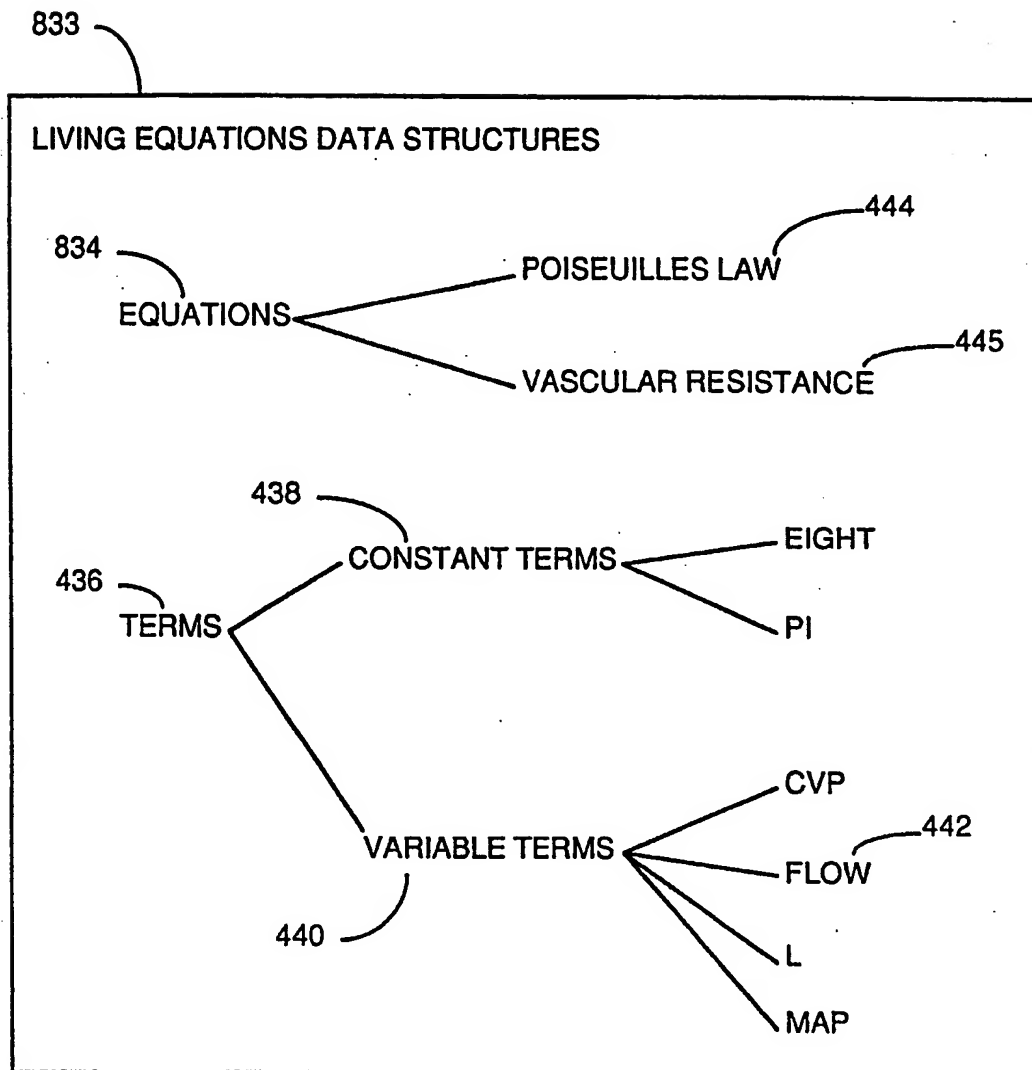 833
LIVING EQUATIONS DATA STRUCTURES
444
834
POISEUILLES LAW
EQUATIONS
445
VASCULAR RESISTANCE
438
EIGHT
CONSTANT TERMS
436
TERMS
PI
CVP
442
VARIABLE TERMS
FLOW
440
L
MAP